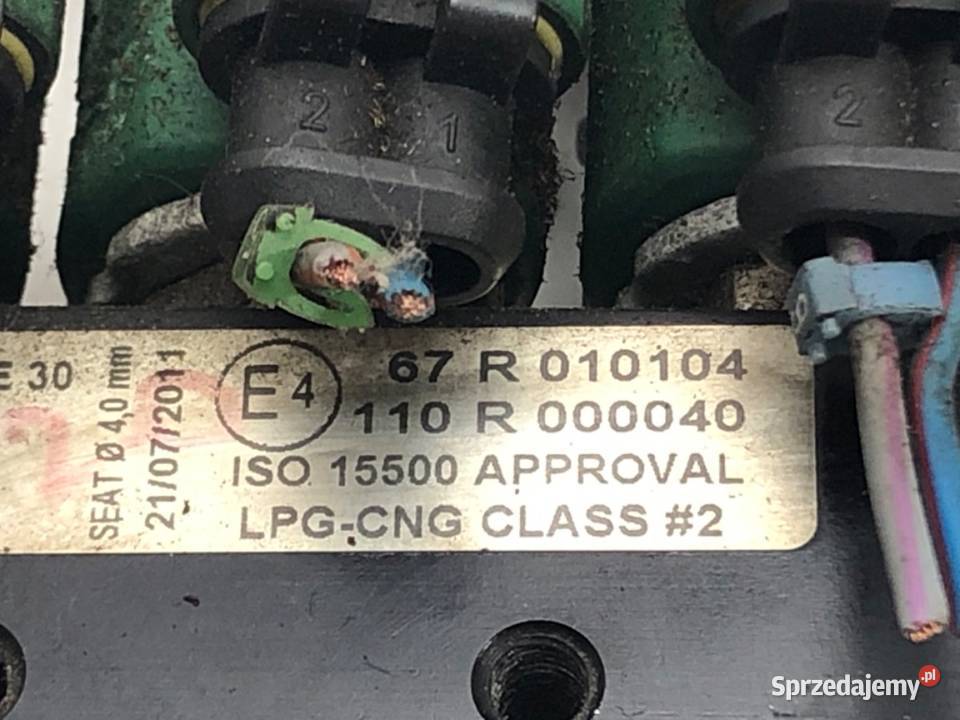 2 1
2
E 30
SEAT Ø 4,0 mm
21/07/2011
E4
67 R 010104
110 R 000040
ISO 15500 APPROVAL
LPG-CNG CLASS #2
Sprzedajemy.pl